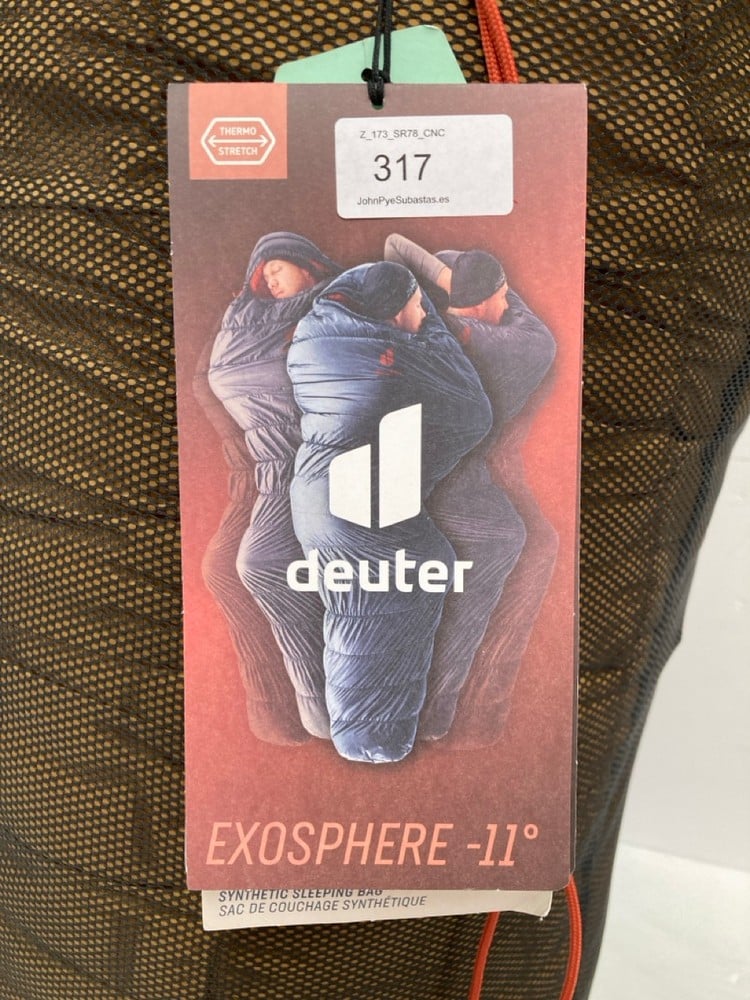 THERMO
STRETCH
Z_173_SR78_CNC
317
JohnPyeSubastas.es
deuter
EXOSPHERE -11°
SYNTHETIC SLEEPING BAG
SAC DE COUCHAGE SYNTHÉTIQUE